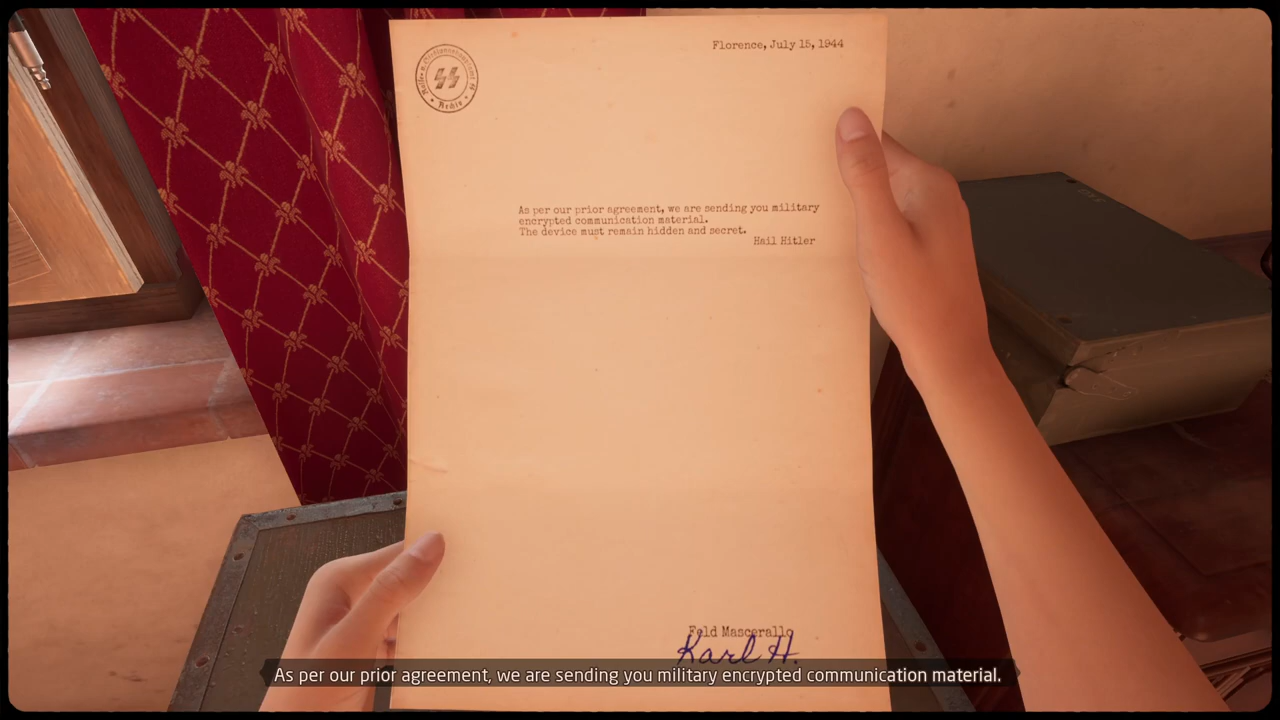 Florence, July 15, 1944
Archiv
As per our prior agreement, we are sending you military
encrypted communication material.
The device must remain hidden and secret.
Hail Hitler
Feld Mascerallo
Karl H.
As per our prior agreement, we are sending you military encrypted communication material.